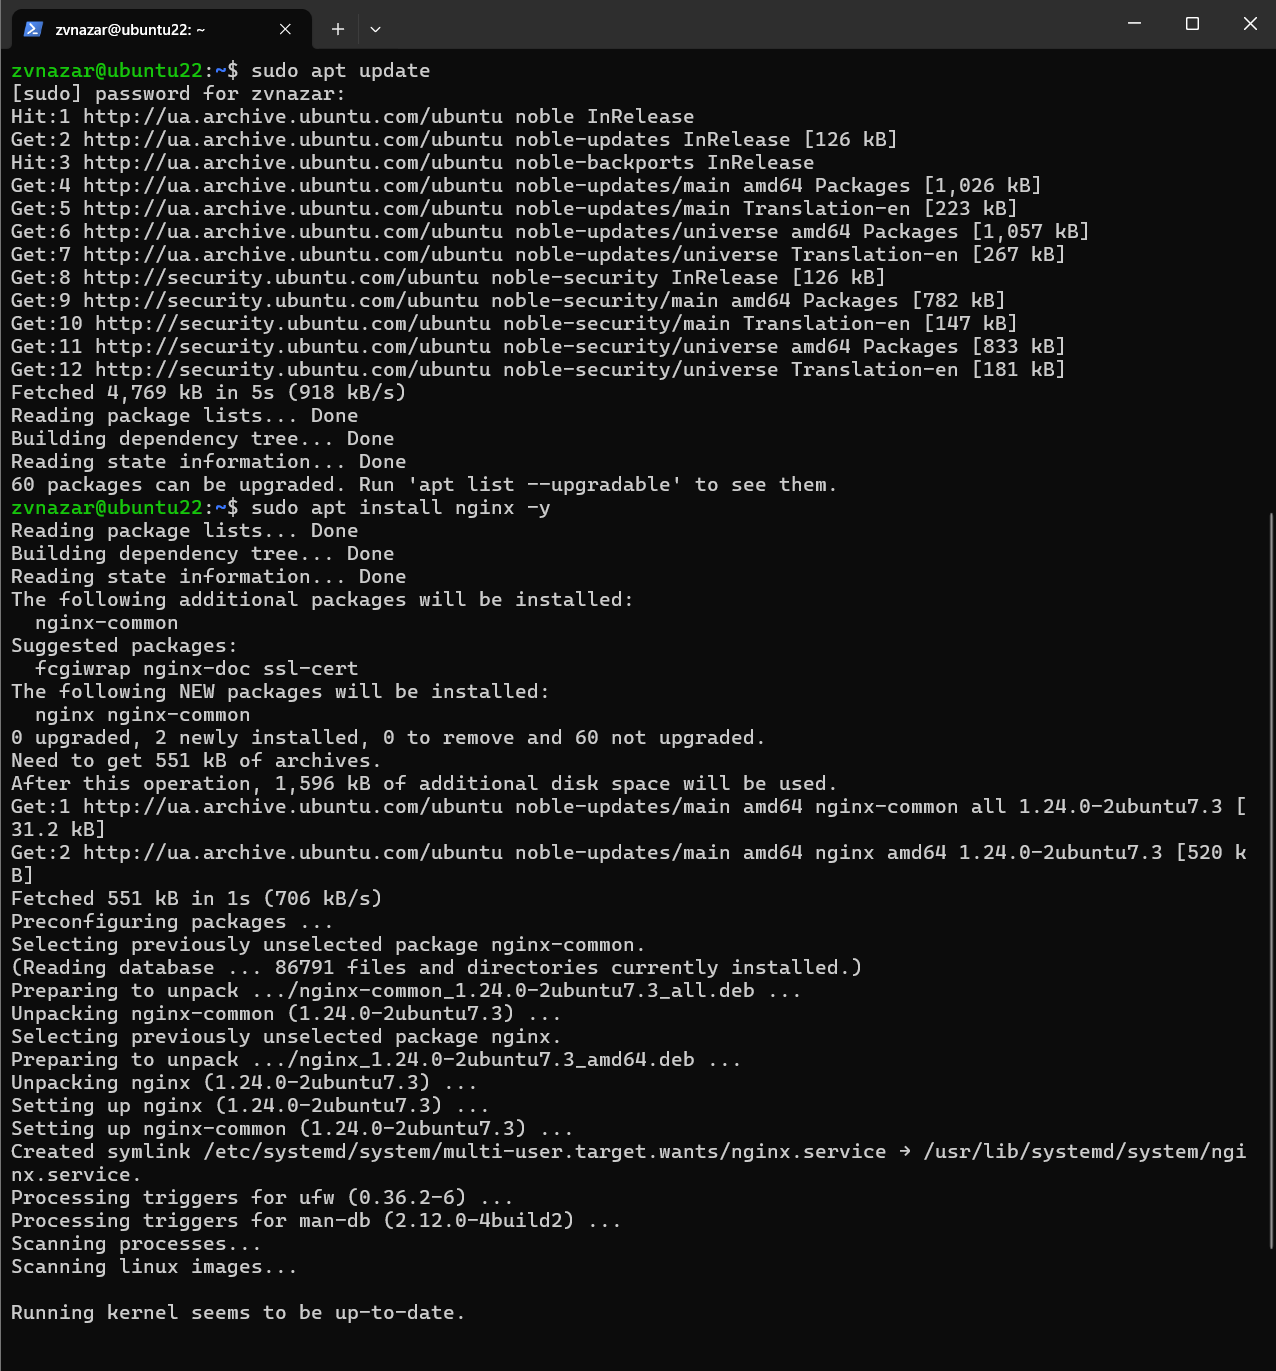 zvnazar@ubuntu22: ~
zvnazar@ubuntu22:~$ sudo apt update
[sudo] password for zvnazar:
Hit:1 http://ua.archive.ubuntu.com/ubuntu noble InRelease
Get:2 http://ua.archive.ubuntu.com/ubuntu noble-updates InRelease [126 kB]
Hit:3 http://ua.archive.ubuntu.com/ubuntu noble-backports InRelease
Get:4 http://ua.archive.ubuntu.com/ubuntu noble-updates/main amd64 Packages [1,026 kB]
Get:5 http://ua.archive.ubuntu.com/ubuntu noble-updates/main Translation-en [223 kB]
Get:6 http://ua.archive.ubuntu.com/ubuntu noble-updates/universe amd64 Packages [1,057 kB]
Get:7 http://ua.archive.ubuntu.com/ubuntu noble-updates/universe Translation-en [267 kB]
Get:8 http://security.ubuntu.com/ubuntu noble-security InRelease [126 kB]
Get:9 http://security.ubuntu.com/ubuntu noble-security/main amd64 Packages [782 kB]
Get:10 http://security.ubuntu.com/ubuntu noble-security/main Translation-en [147 kB]
Get:11 http://security.ubuntu.com/ubuntu noble-security/universe amd64 Packages [833 kB]
Get:12 http://security.ubuntu.com/ubuntu noble-security/universe Translation-en [181 kB]
Fetched 4,769 kB in 5s (918 kB/s)
Reading package lists... Done
Building dependency tree... Done
Reading state information... Done
60 packages can be upgraded. Run 'apt list --upgradable' to see them.
zvnazar@ubuntu22:~$ sudo apt install nginx -y
Reading package lists... Done
Building dependency tree... Done
Reading state information... Done
The following additional packages will be installed:
  nginx-common
Suggested packages:
  fcgiwrap nginx-doc ssl-cert
The following NEW packages will be installed:
  nginx nginx-common
0 upgraded, 2 newly installed, 0 to remove and 60 not upgraded.
Need to get 551 kB of archives.
After this operation, 1,596 kB of additional disk space will be used.
Get:1 http://ua.archive.ubuntu.com/ubuntu noble-updates/main amd64 nginx-common all 1.24.0-2ubuntu7.3 [
31.2 kB]
Get:2 http://ua.archive.ubuntu.com/ubuntu noble-updates/main amd64 nginx amd64 1.24.0-2ubuntu7.3 [520 k
B]
Fetched 551 kB in 1s (706 kB/s)
Preconfiguring packages ...
Selecting previously unselected package nginx-common.
(Reading database ... 86791 files and directories currently installed.)
Preparing to unpack .../nginx-common_1.24.0-2ubuntu7.3_all.deb ...
Unpacking nginx-common (1.24.0-2ubuntu7.3) ...
Selecting previously unselected package nginx.
Preparing to unpack .../nginx_1.24.0-2ubuntu7.3_amd64.deb ...
Unpacking nginx (1.24.0-2ubuntu7.3) ...
Setting up nginx (1.24.0-2ubuntu7.3) ...
Setting up nginx-common (1.24.0-2ubuntu7.3) ...
Created symlink /etc/systemd/system/multi-user.target.wants/nginx.service → /usr/lib/systemd/system/ngi
nx.service.
Processing triggers for ufw (0.36.2-6) ...
Processing triggers for man-db (2.12.0-4build2) ...
Scanning processes...
Scanning linux images...
Running kernel seems to be up-to-date.